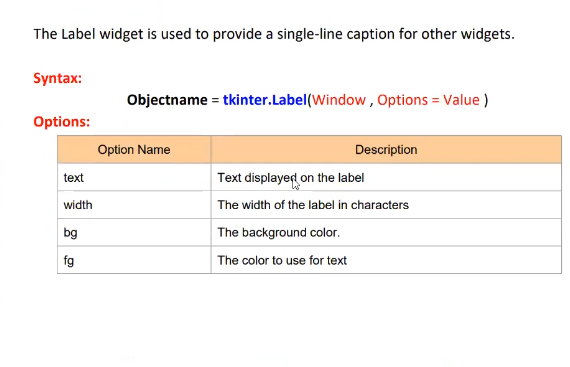 The Label widget is used to provide a single-line caption for other widgets.
Syntax:
Objectname = tkinter.Label(Window , Options = Value )
Options:
Option Name Description
text Text displayed on the label
width The width of the label in characters
bg The background color.
fg The color to use for text